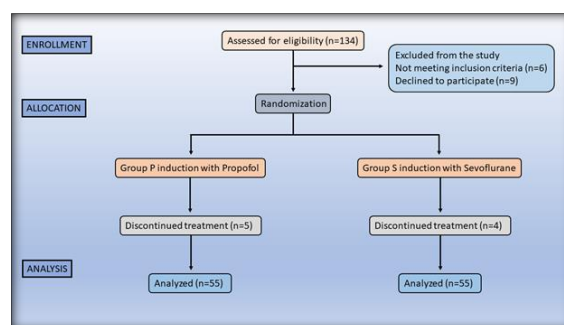 ENROLLMENT
Assessed for eligibility (n=134)
Excluded from the study
Not meeting inclusion criteria (n=6)
Declined to participate (n=9)
ALLOCATION
Randomization
Group P induction with Propofol
Group S induction with Sevoflurane
Discontinued treatment (n=5)
Discontinued treatment (n=4)
ANALYSIS
Analyzed (n=55)
Analyzed (n=55)